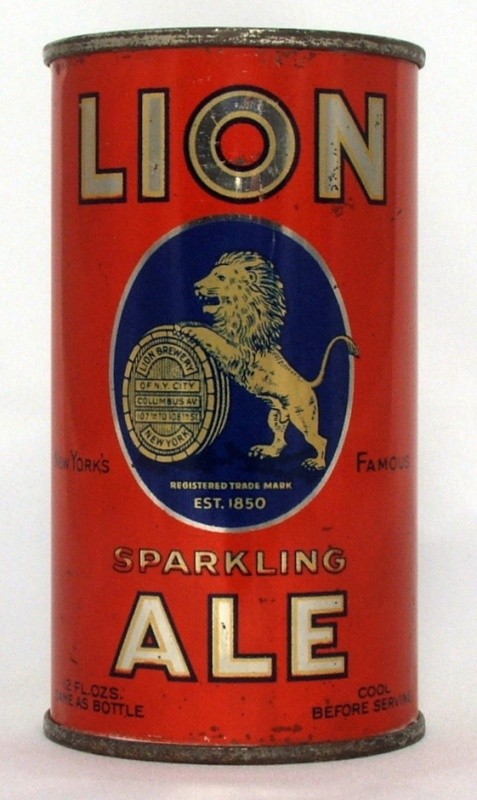 LION
LION BREWERY
OF N.Y. CITY
COLUMBUS AV.
107TH TO 108TH ST.
NEW YORK
NEW YORK'S FAMOUS
REGISTERED TRADE MARK
EST. 1850
SPARKLING
ALE
12 FL. OZS. COOL
SAME AS BOTTLE BEFORE SERVING